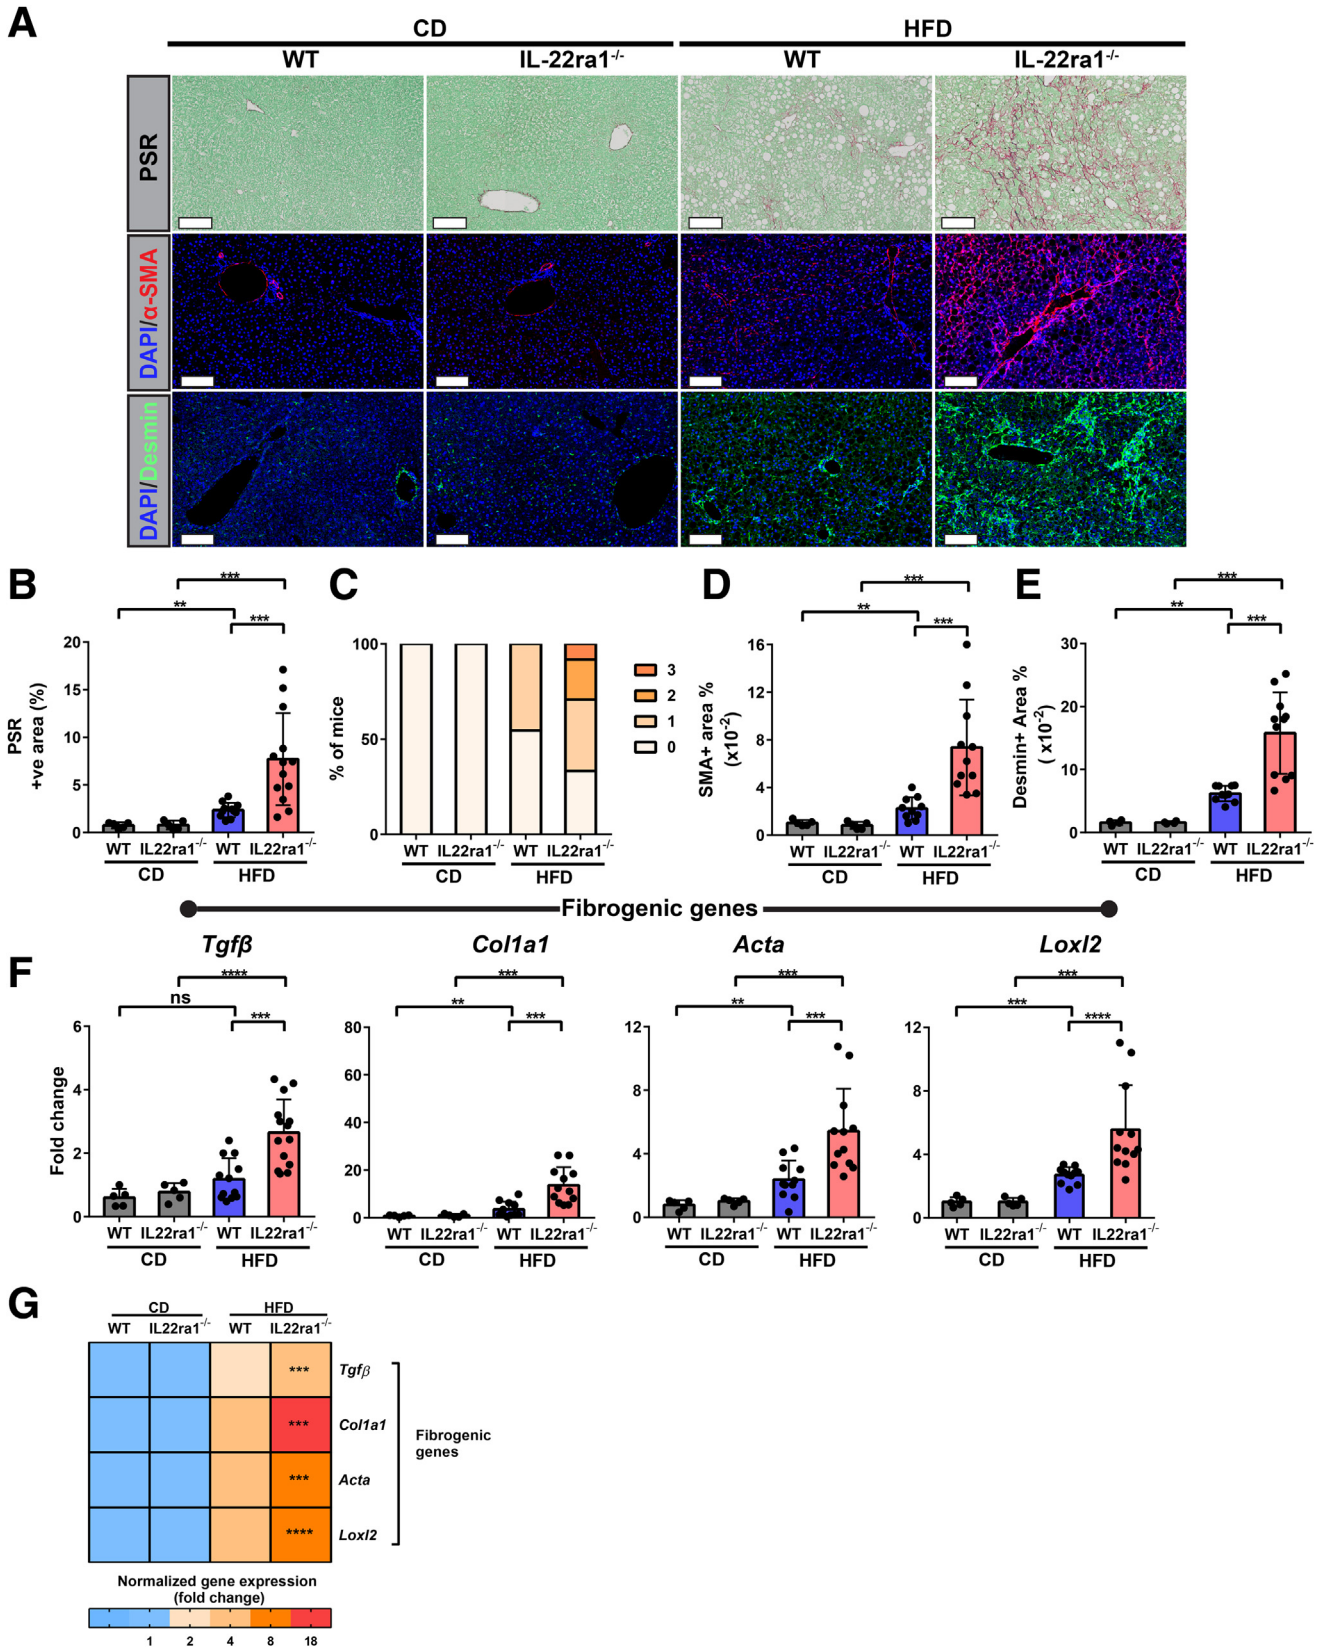 A
CD HFD
WT IL-22ra1-/- WT IL-22ra1-/-
PSR
DAPI/α-SMA
DAPI/Desmin
B
*** 
** 
***
PSR
+ve area (%)
20
15
10
5
0
WT IL22ra1-/- WT IL22ra1-/-
CD HFD
C
% of mice
100
50
0
WT IL22ra1-/- WT IL22ra1-/-
CD HFD
3
2
1
0
D
***
**
***
SMA+ area %
(x10-2)
16
12
8
4
0
WT IL22ra1-/- WT IL22ra1-/-
CD HFD
E
***
**
***
Desmin+ Area %
( x10-2)
30
20
10
0
WT IL22ra1-/- WT IL22ra1-/-
CD HFD
Fibrogenic genes
F
Tgfβ
****
ns
***
Fold change
6
4
2
0
WT IL22ra1-/- WT IL22ra1-/-
CD HFD
Col1a1
***
**
***
80
60
40
20
0
WT IL22ra1-/- WT IL22ra1-/-
CD HFD
Acta
***
**
***
12
8
4
0
WT IL22ra1-/- WT IL22ra1-/-
CD HFD
Loxl2
***
***
****
12
8
4
0
WT IL22ra1-/- WT IL22ra1-/-
CD HFD
G
CD HFD
WT IL22ra1-/- WT IL22ra1-/-
*** Tgfβ
*** Col1a1
*** Acta
**** Loxl2
Fibrogenic
genes
Normalized gene expression
(fold change)
1 2 4 8 18